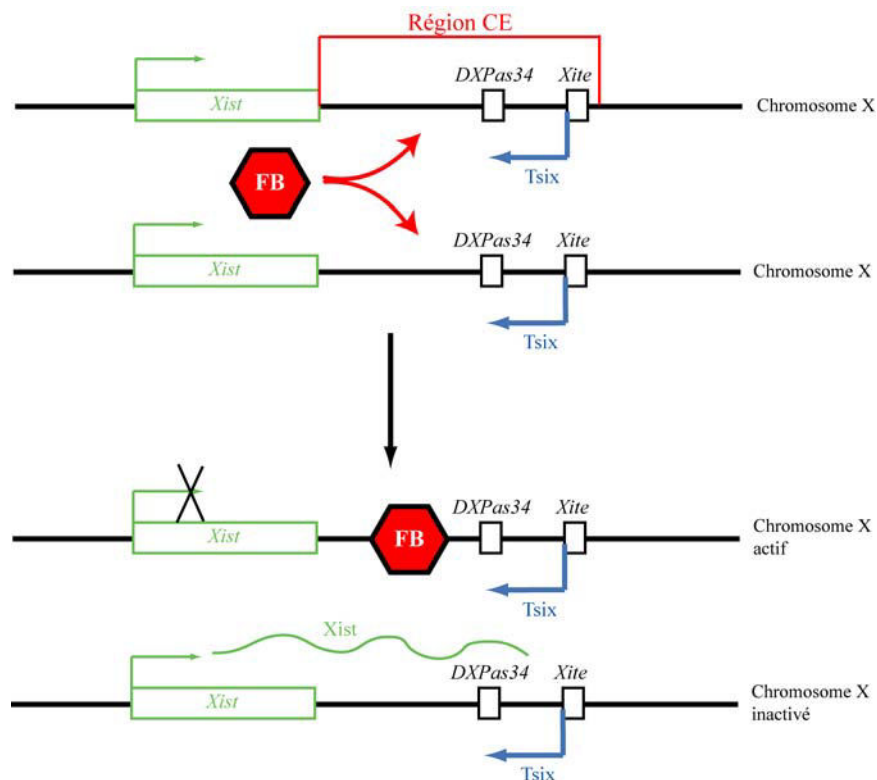 Région CE
DXPas34 Xite
Xist
Chromosome X
Tsix
FB
DXPas34 Xite
Xist
Chromosome X
Tsix
DXPas34 Xite
Xist
FB
Chromosome X
actif
Tsix
Xist
DXPas34 Xite
Xist
Chromosome X
inactivé
Tsix